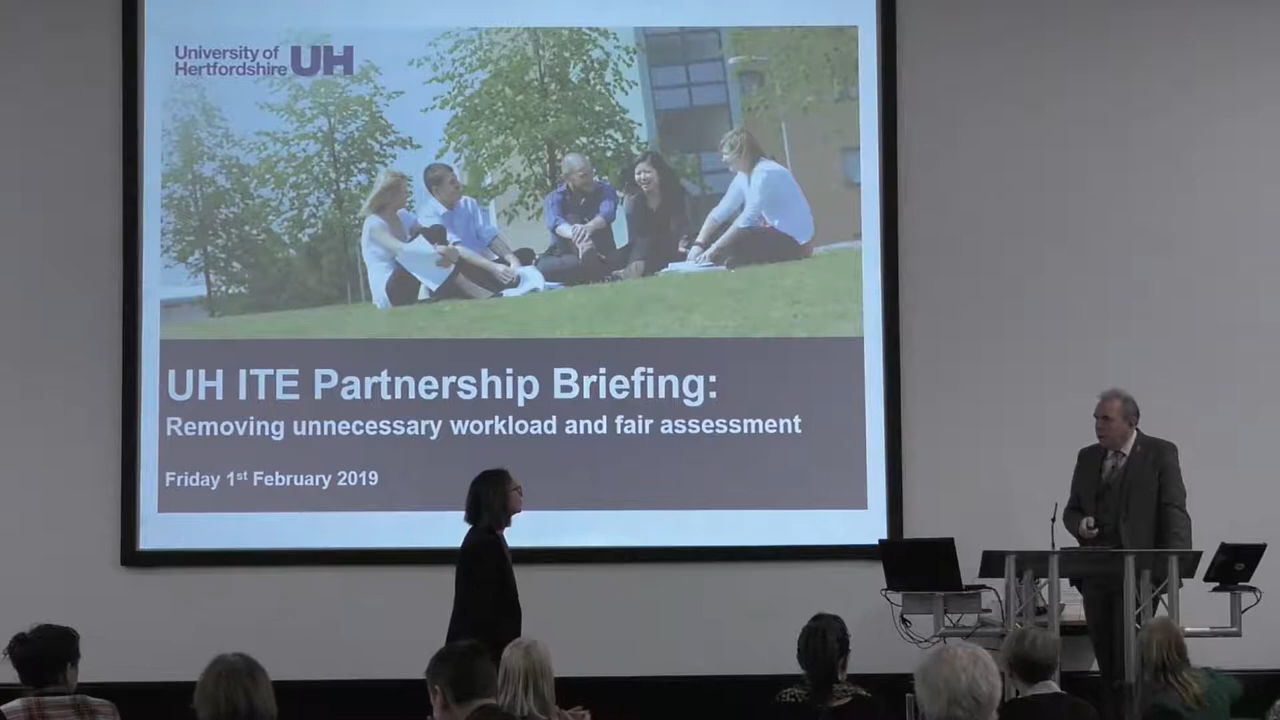 University of
Hertfordshire UH
UH ITE Partnership Briefing:
Removing unnecessary workload and fair assessment
Friday 1st February 2019